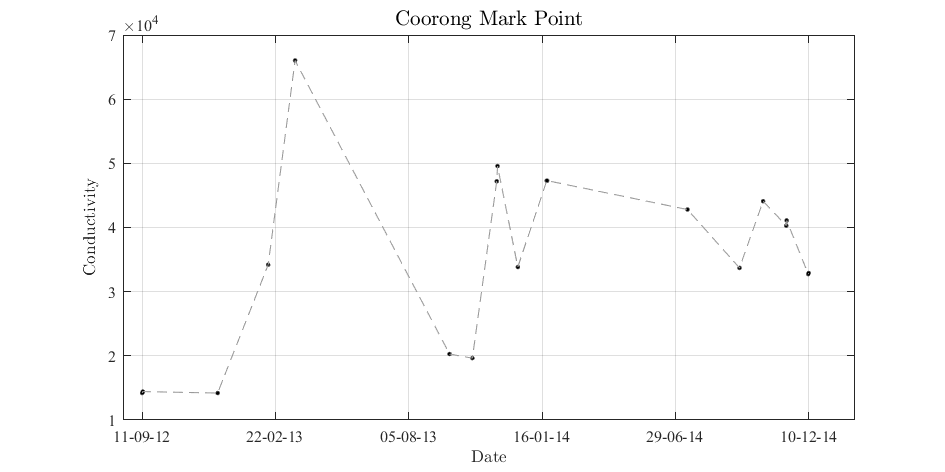 Coorong Mark Point
×10⁴
7
6
5
4
3
2
1
Conductivity
11-09-12 22-02-13 05-08-13 16-01-14 29-06-14 10-12-14
Date